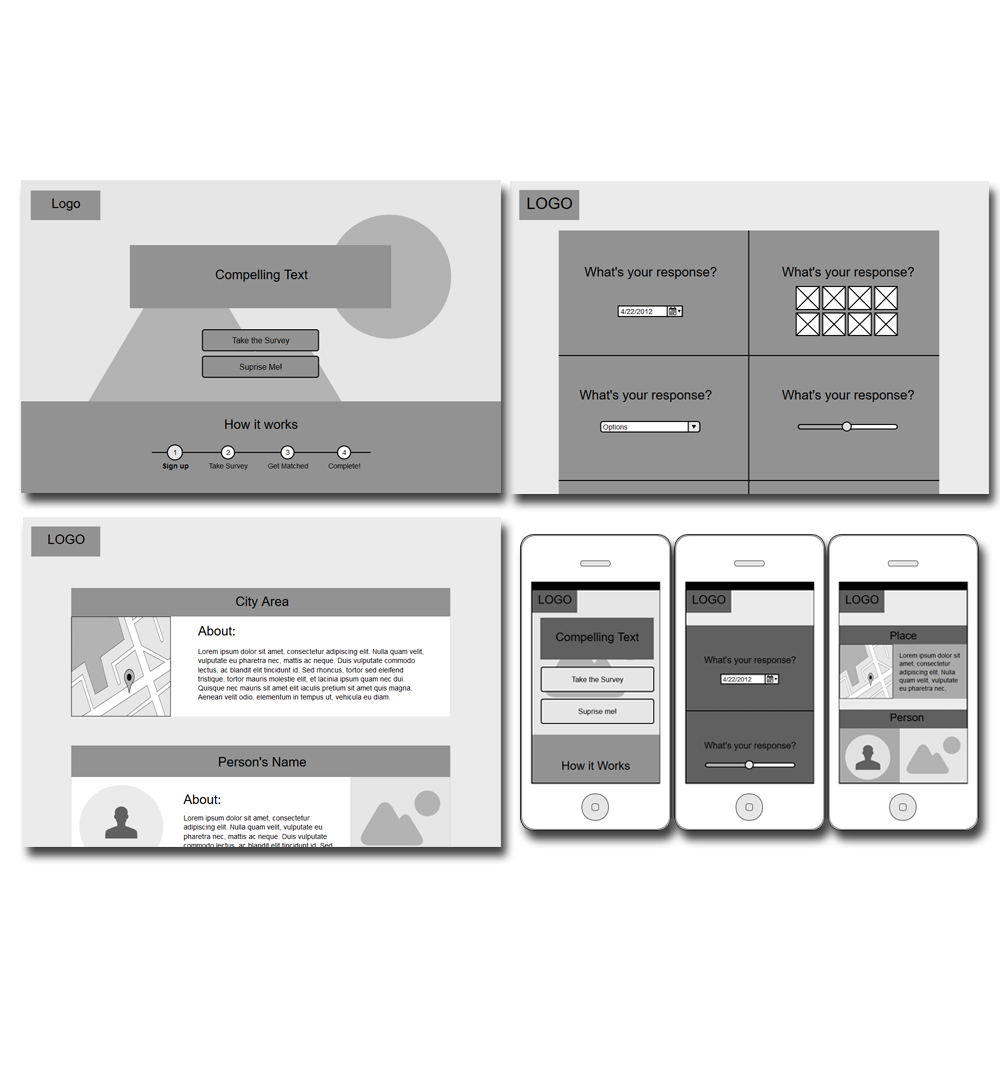 Logo
Compelling Text
Take the Survey
Suprise Me!
How it works
1 2 3 4
Sign up Take Survey Get Matched Complete!
LOGO
What's your response? What's your response?
4/22/2012
What's your response? What's your response?
Options
LOGO
City Area
About:
Lorem ipsum dolor sit amet, consectetur adipiscing elit. Nulla quam velit,
vulputate eu pharetra nec, mattis ac neque. Duis vulputate commodo
lectus, ac blandit elit tincidunt id. Sed rhoncus, tortor sed eleifend
tristique, tortor mauris molestie elit, et lacinia ipsum quam nec dui.
Quisque nec mauris sit amet elit iaculis pretium sit amet quis magna.
Aenean velit odio, elementum in tempus ut, vehicula eu diam.
Person's Name
About:
Lorem ipsum dolor sit amet, consectetur
adipiscing elit. Nulla quam velit,
vulputate eu pharetra nec, mattis ac
neque. Duis vulputate commodo
lectus, ac blandit elit tincidunt id. Sed
LOGO
Compelling Text
Take the Survey
Suprise me!
How it Works
LOGO
What's your response?
4/22/2012
What's your response?
LOGO
Place
Lorem ipsum dolor sit
amet, consectetur
adipiscing elit. Nulla
quam velit, vulputate
eu pharetra nec.
Person